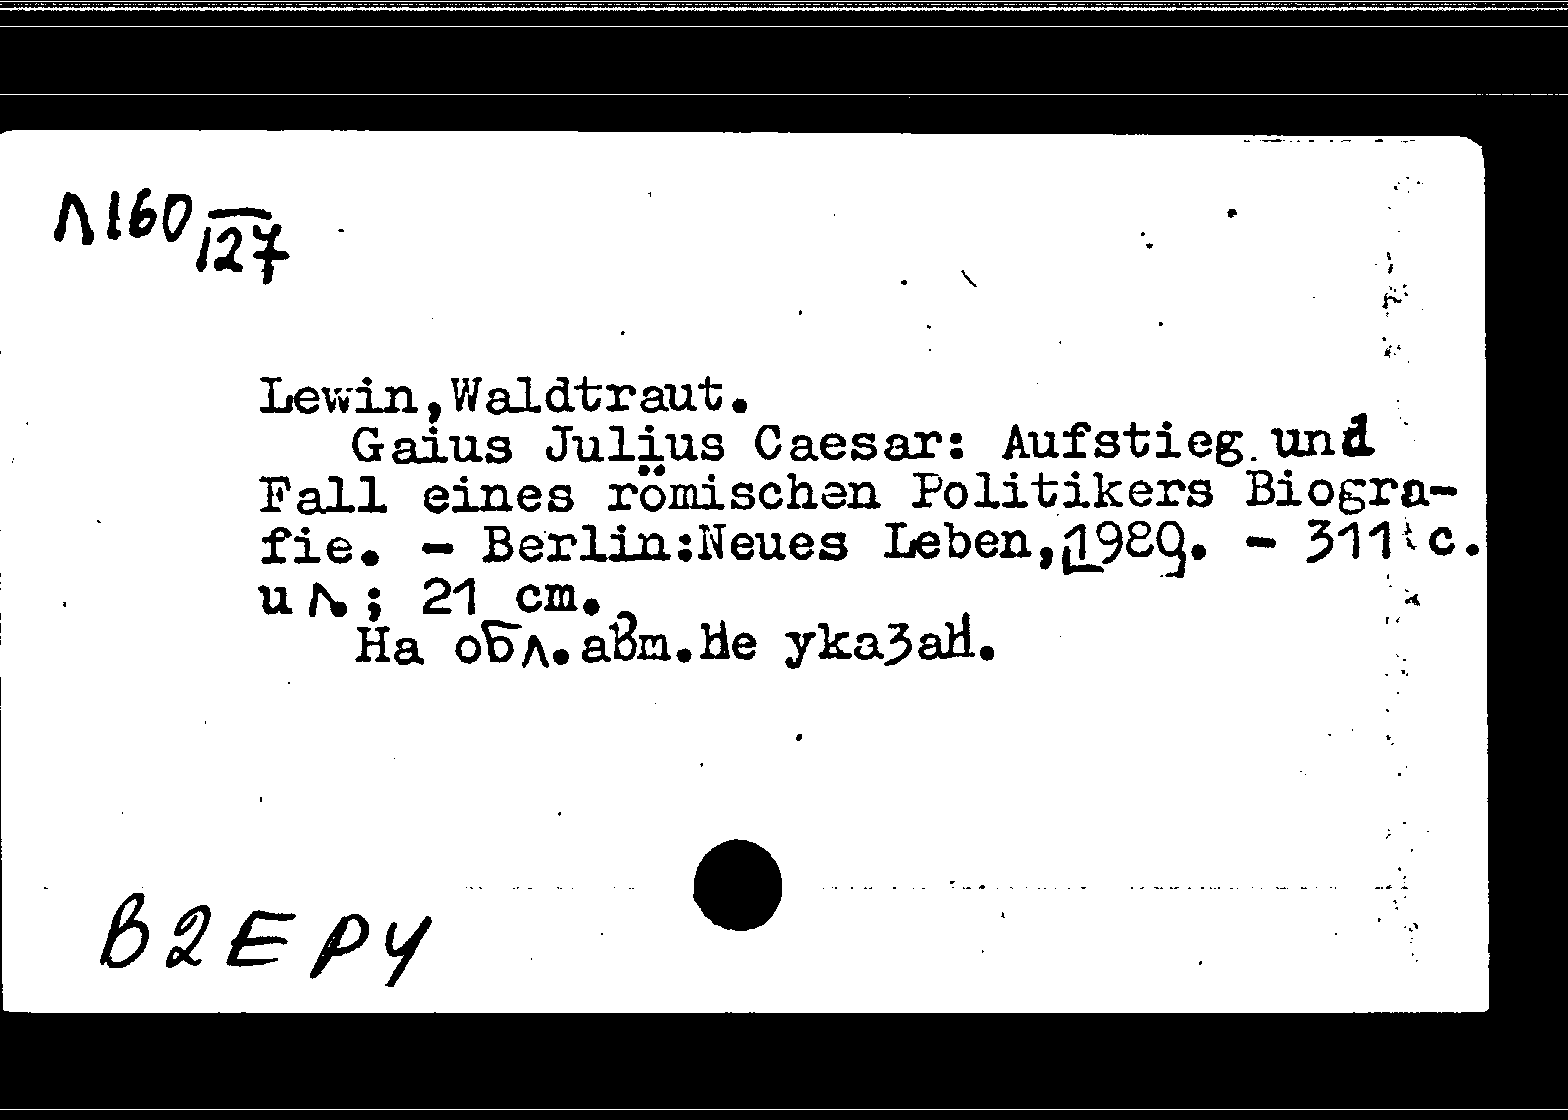 Л160/127
Lewin, Waldtraut.
Gaius Julius Caesar: Aufstieg und
Fall eines römischen Politikers Biogra-
fie. - Berlin:Neues Leben, [1980]. - 311 с.
ил.; 21 cm.
На обл.авт.не указан.
В2ЕРУ